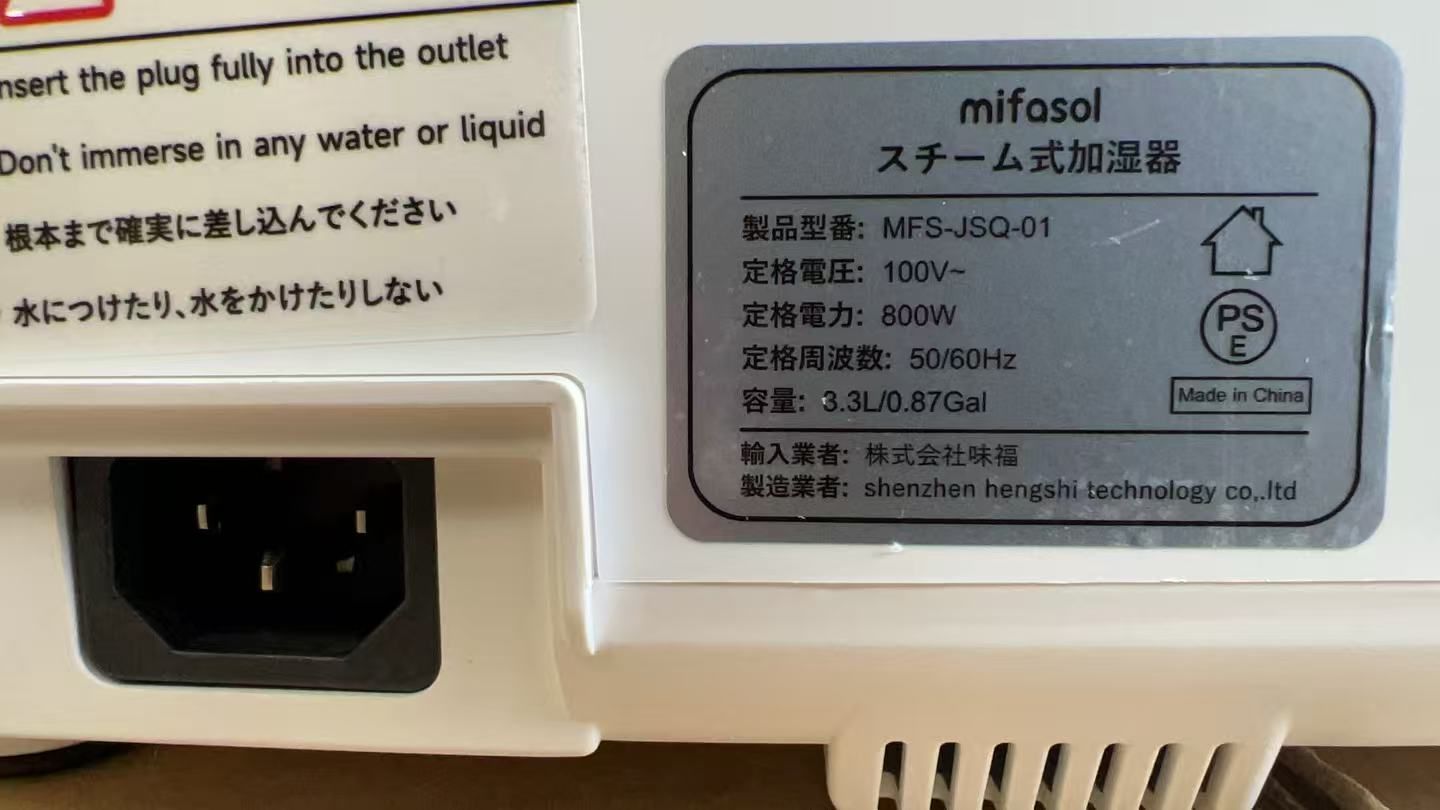 nsert the plug fully into the outlet
Don't immerse in any water or liquid
根本まで確実に差し込んでください
水につけたり、水をかけたりしない
mifasol
スチーム式加湿器
製品型番: MFS-JSQ-01
定格電圧: 100V~
定格電力: 800W
定格周波数: 50/60Hz
容量: 3.3L/0.87Gal
PS
E
Made in China
輸入業者: 株式会社味福
製造業者: shenzhen hengshi technology co,.ltd